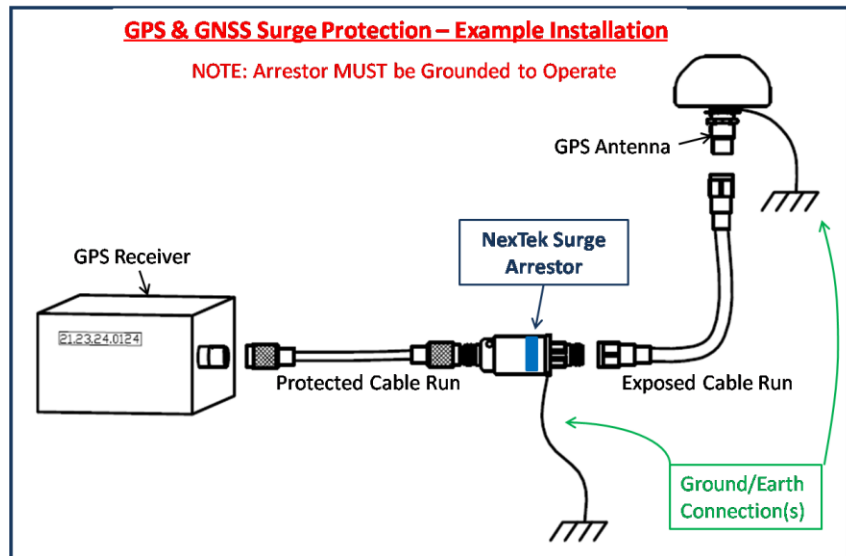 GPS & GNSS Surge Protection – Example Installation
NOTE: Arrestor MUST be Grounded to Operate
GPS Antenna
NexTek Surge
Arrestor
GPS Receiver
21.23.24.0124
Protected Cable Run
Exposed Cable Run
Ground/Earth
Connection(s)